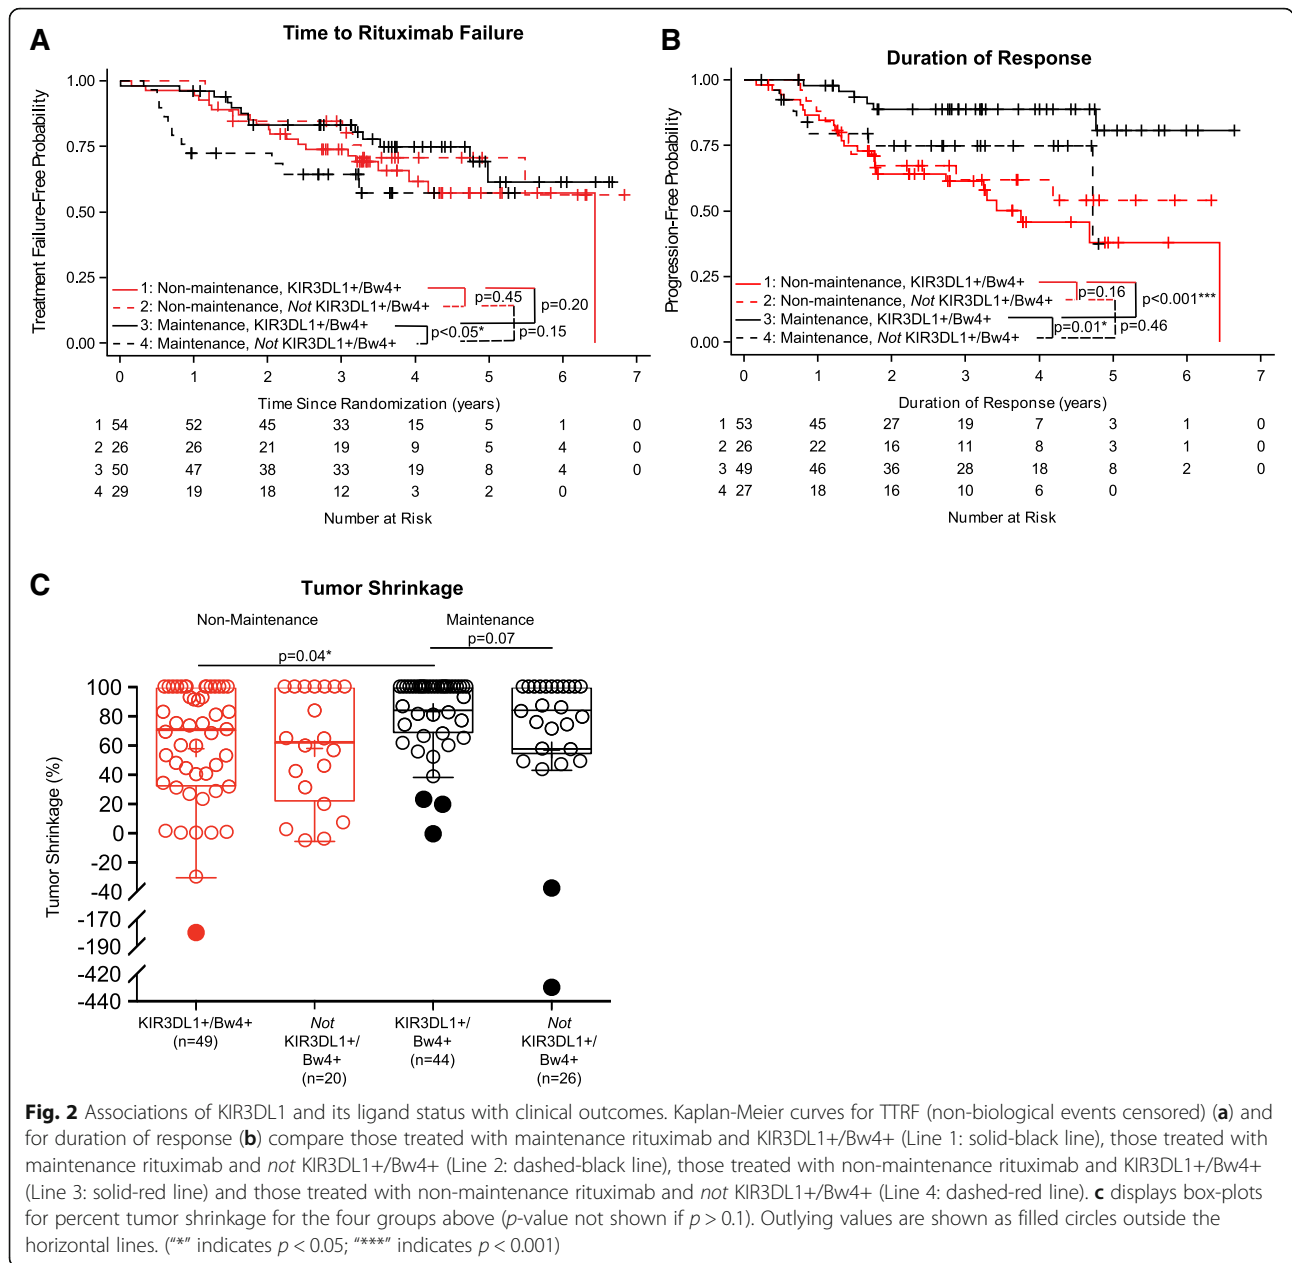 A
Time to Rituximab Failure
Treatment Failure-Free Probability
1.00
0.75
0.50
0.25
0.00
1: Non-maintenance, KIR3DL1+/Bw4+
2: Non-maintenance, Not KIR3DL1+/Bw4+
3: Maintenance, KIR3DL1+/Bw4+
4: Maintenance, Not KIR3DL1+/Bw4+
p=0.45
p=0.20
p<0.05*
p=0.15
0 1 2 3 4 5 6 7
Time Since Randomization (years)
1 54 52 45 33 15 5 1 0
2 26 26 21 19 9 5 4 0
3 50 47 38 33 19 8 4 0
4 29 19 18 12 3 2 0
Number at Risk
B
Duration of Response
Progression-Free Probability
1.00
0.75
0.50
0.25
0.00
1: Non-maintenance, KIR3DL1+/Bw4+
2: Non-maintenance, Not KIR3DL1+/Bw4+
3: Maintenance, KIR3DL1+/Bw4+
4: Maintenance, Not KIR3DL1+/Bw4+
p=0.16
p<0.001***
p=0.01*
p=0.46
0 1 2 3 4 5 6 7
Duration of Response (years)
1 53 45 27 19 7 3 1 0
2 26 22 16 11 8 3 1 0
3 49 46 36 28 18 8 2 0
4 27 18 16 10 6 0
Number at Risk
C
Tumor Shrinkage
Non-Maintenance
Maintenance
p=0.07
p=0.04*
Tumor Shrinkage (%)
100
80
60
40
20
0
-20
-40
-170
-190
-420
-440
KIR3DL1+/Bw4+
(n=49)
Not
KIR3DL1+/
Bw4+
(n=20)
KIR3DL1+/
Bw4+
(n=44)
Not
KIR3DL1+/
Bw4+
(n=26)
Fig. 2 Associations of KIR3DL1 and its ligand status with clinical outcomes. Kaplan-Meier curves for TTRF (non-biological events censored) (a) and
for duration of response (b) compare those treated with maintenance rituximab and KIR3DL1+/Bw4+ (Line 1: solid-black line), those treated with
maintenance rituximab and not KIR3DL1+/Bw4+ (Line 2: dashed-black line), those treated with non-maintenance rituximab and KIR3DL1+/Bw4+
(Line 3: solid-red line) and those treated with non-maintenance rituximab and not KIR3DL1+/Bw4+ (Line 4: dashed-red line). c displays box-plots
for percent tumor shrinkage for the four groups above (p-value not shown if p > 0.1). Outlying values are shown as filled circles outside the
horizontal lines. (“*” indicates p < 0.05; “***” indicates p < 0.001)